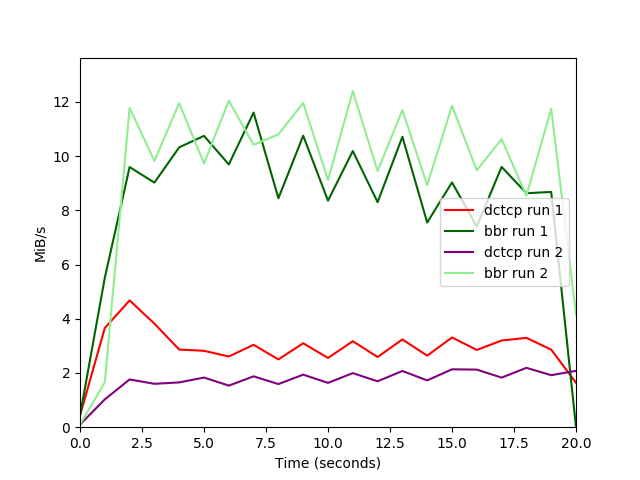 12
10
8
6
4
2
0
MiB/s
dctcp run 1
bbr run 1
dctcp run 2
bbr run 2
0.0 2.5 5.0 7.5 10.0 12.5 15.0 17.5 20.0
Time (seconds)